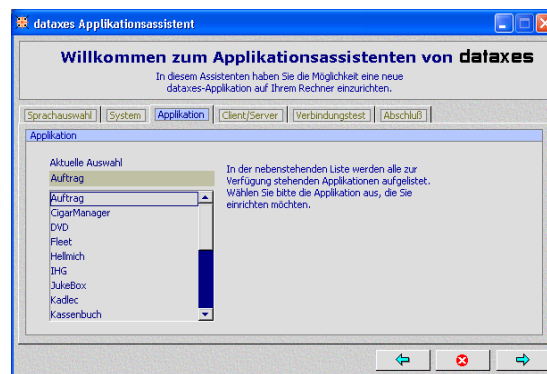 dataxes Applikationsassistent
Willkommen zum Applikationsassistenten von dataxes
In diesem Assistenten haben Sie die Möglichkeit eine neue
dataxes-Applikation auf Ihrem Rechner einzurichten.
Sprachauswahl System Applikation Client/Server Verbindungstest Abschluß
Applikation
Aktuelle Auswahl
Auftrag
Auftrag
CigarManager
DVD
Fleet
Hellmich
IHG
JukeBox
Kadlec
Kassenbuch
In der nebenstehenden Liste werden alle zur
Verfügung stehenden Applikationen aufgelistet.
Wählen Sie bitte die Applikation aus, die Sie
einrichten möchten.